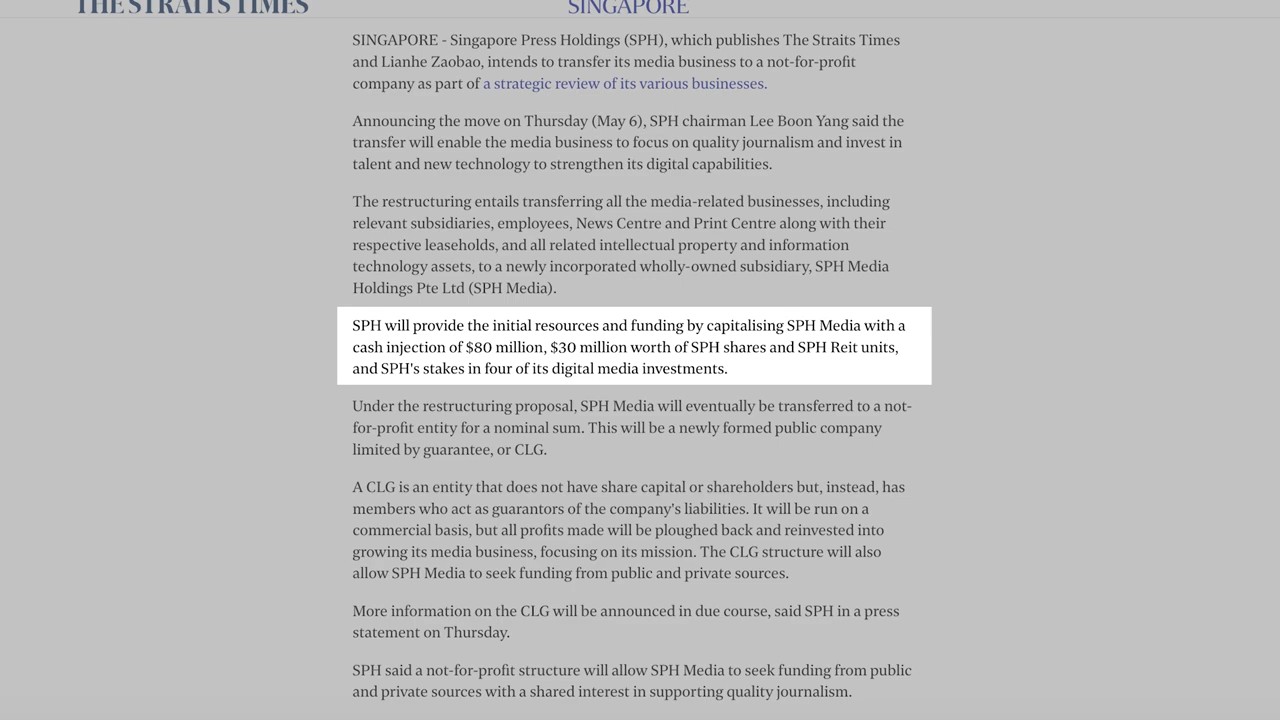 THE STRAITS TIMES
SINGAPORE
SINGAPORE - Singapore Press Holdings (SPH), which publishes The Straits Times
and Lianhe Zaobao, intends to transfer its media business to a not-for-profit
company as part of a strategic review of its various businesses.
Announcing the move on Thursday (May 6), SPH chairman Lee Boon Yang said the
transfer will enable the media business to focus on quality journalism and invest in
talent and new technology to strengthen its digital capabilities.
The restructuring entails transferring all the media-related businesses, including
relevant subsidiaries, employees, News Centre and Print Centre along with their
respective leaseholds, and all related intellectual property and information
technology assets, to a newly incorporated wholly-owned subsidiary, SPH Media
Holdings Pte Ltd (SPH Media).
SPH will provide the initial resources and funding by capitalising SPH Media with a
cash injection of $80 million, $30 million worth of SPH shares and SPH Reit units,
and SPH's stakes in four of its digital media investments.
Under the restructuring proposal, SPH Media will eventually be transferred to a not-
for-profit entity for a nominal sum. This will be a newly formed public company
limited by guarantee, or CLG.
A CLG is an entity that does not have share capital or shareholders but, instead, has
members who act as guarantors of the company's liabilities. It will be run on a
commercial basis, but all profits made will be ploughed back and reinvested into
growing its media business, focusing on its mission. The CLG structure will also
allow SPH Media to seek funding from public and private sources.
More information on the CLG will be announced in due course, said SPH in a press
statement on Thursday.
SPH said a not-for-profit structure will allow SPH Media to seek funding from public
and private sources with a shared interest in supporting quality journalism.